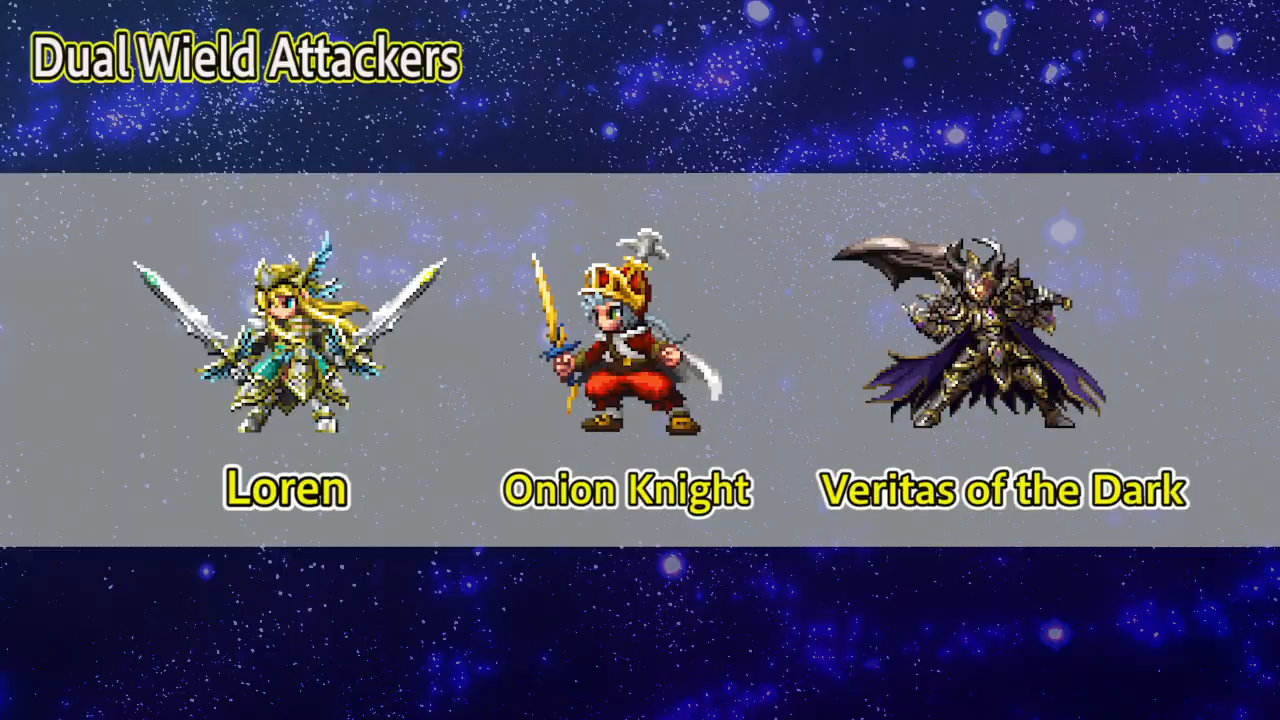 Dual Wield Attackers
Loren
Onion Knight
Veritas of the Dark